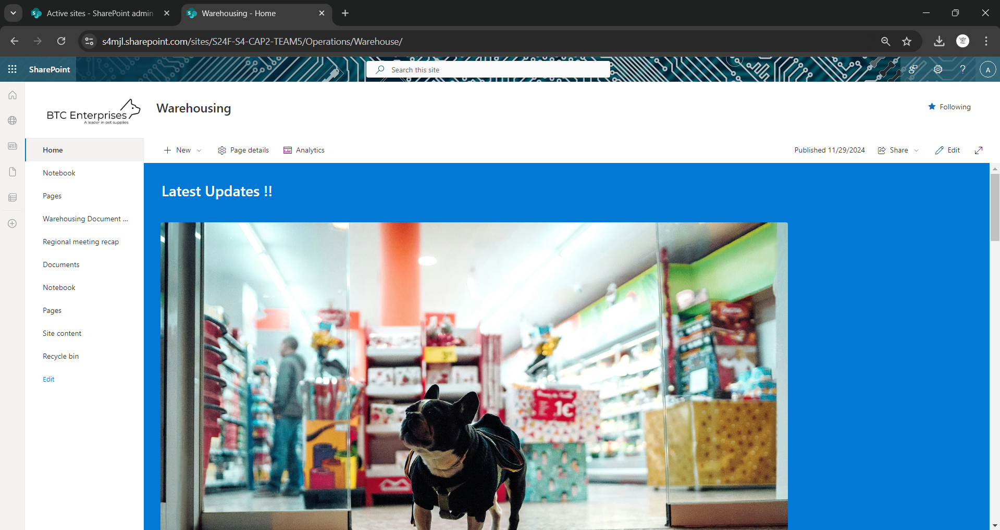 Active sites - SharePoint admin
Warehousing - Home
s4mjl.sharepoint.com/sites/S24F-S4-CAP2-TEAM5/Operations/Warehouse/
SharePoint
Search this site
A
BTC Enterprises
A leader in pet supplies
Warehousing
Following
Home
Notebook
Pages
Warehousing Document ...
Regional meeting recap
Documents
Notebook
Pages
Site content
Recycle bin
Edit
New
Page details
Analytics
Published 11/29/2024
Share
Edit
Latest Updates !!
1€